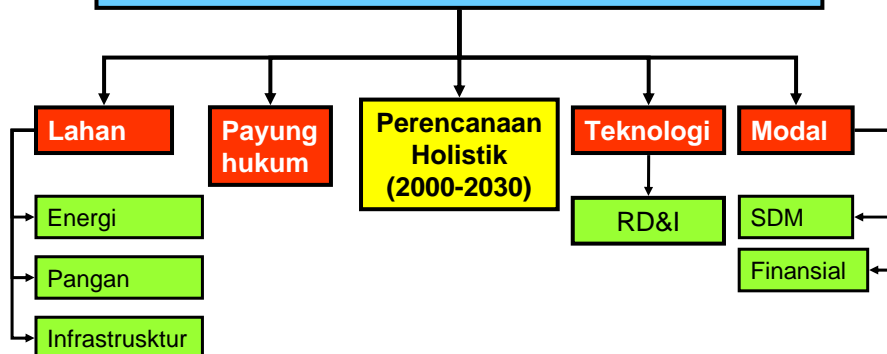 Lahan
Payung
hukum
Perencanaan
Holistik
(2000-2030)
Teknologi
Modal
Energi
Pangan
Infrastrusktur
RD&I
SDM
Finansial